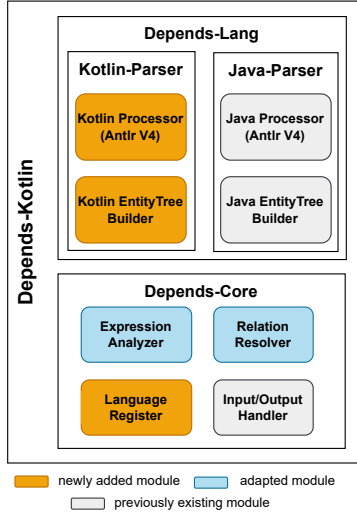 Depends-Kotlin
Depends-Lang
Kotlin-Parser
Kotlin Processor
(Antlr V4)
Kotlin EntityTree
Builder
Java-Parser
Java Processor
(Antlr V4)
Java EntityTree
Builder
Depends-Core
Expression
Analyzer
Relation
Resolver
Language
Register
Input/Output
Handler
newly added module
adapted module
previously existing module